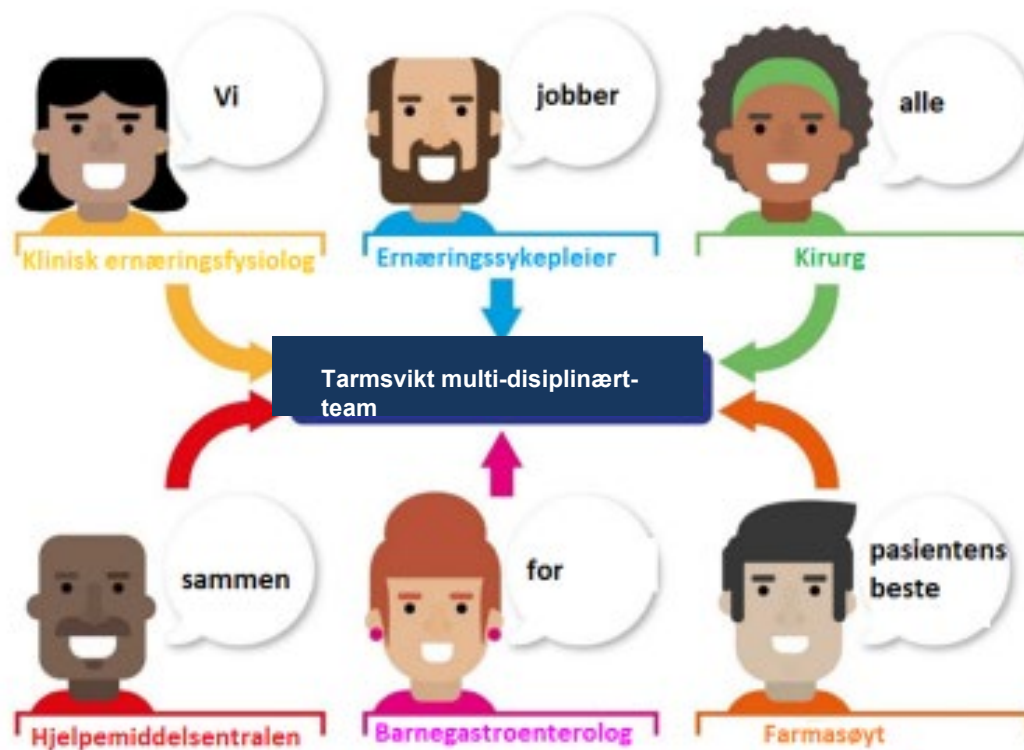 Vi
jobber
alle
Klinisk ernæringsfysiolog
Ernæringssykepleier
Kirurg
Tarmsvikt multi-disiplinært-
team
sammen
for
pasientens
beste
Hjelpemiddelsentralen
Barnegastroenterolog
Farmasøyt